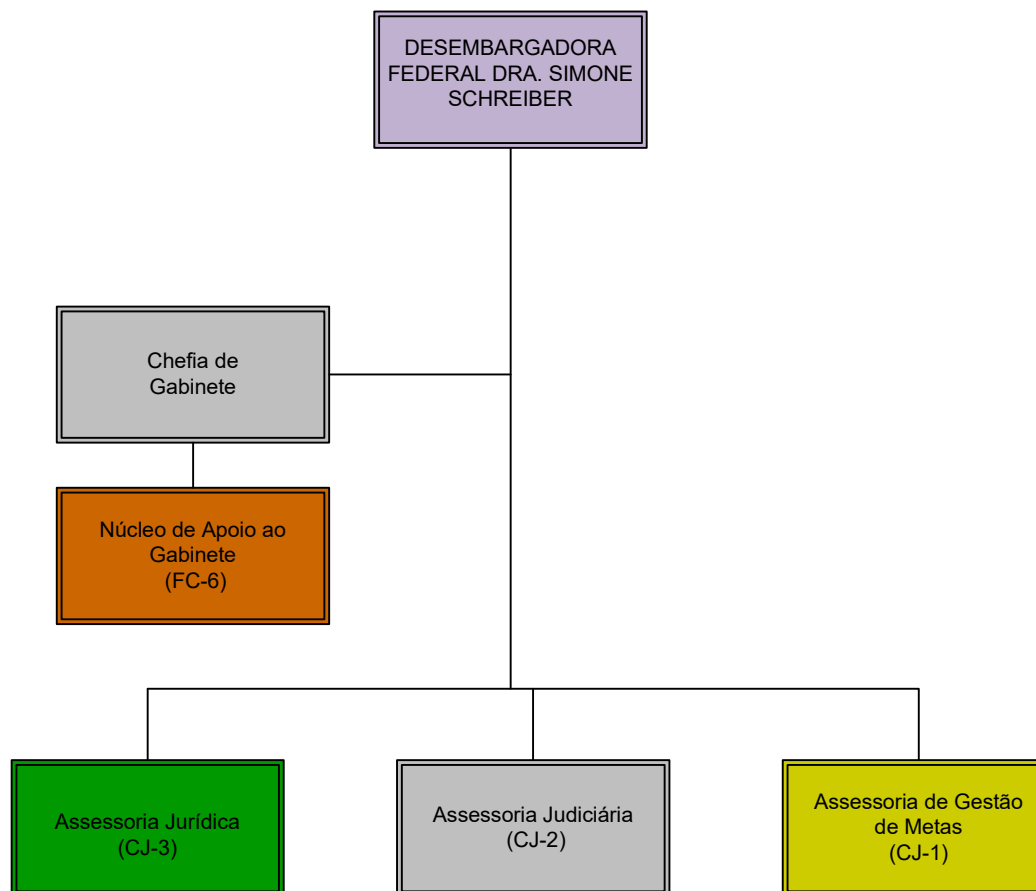 DESEMBARGADORA
FEDERAL DRA. SIMONE
SCHREIBER
Chefia de
Gabinete
Núcleo de Apoio ao
Gabinete
(FC-6)
Assessoria Jurídica
(CJ-3)
Assessoria Judiciária
(CJ-2)
Assessoria de Gestão
de Metas
(CJ-1)